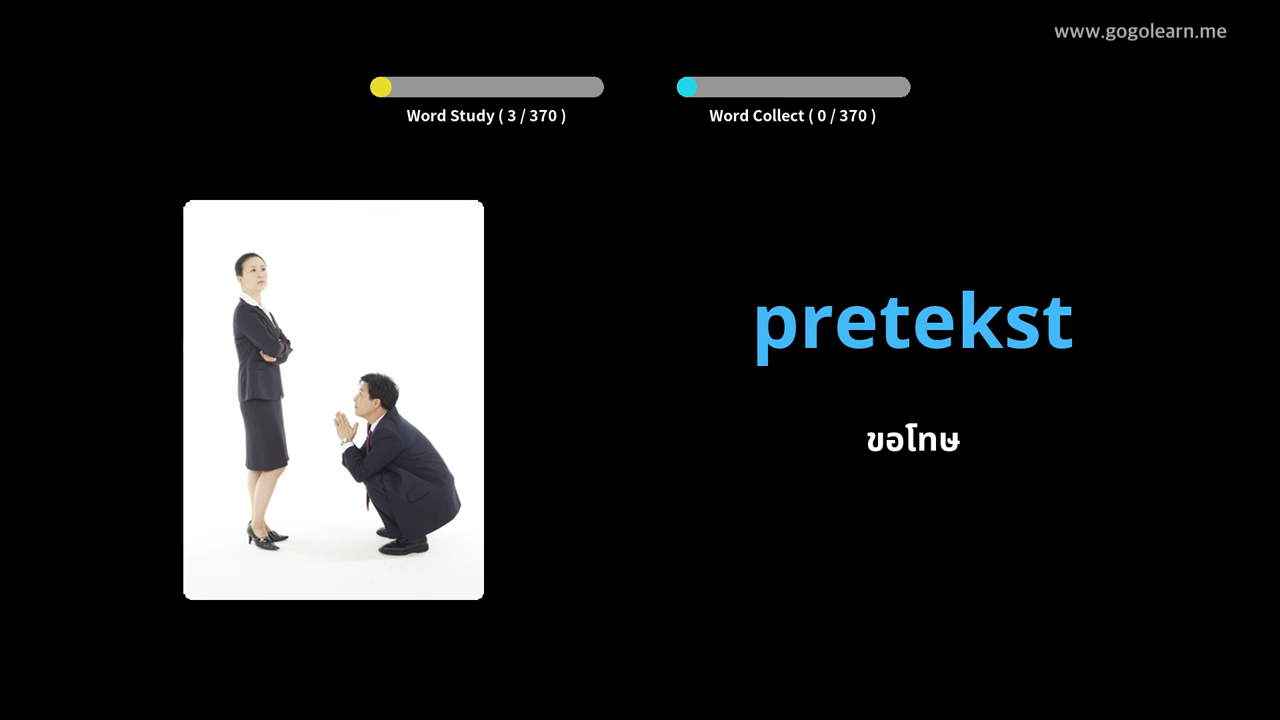 www.gogolearn.me
Word Study ( 3 / 370 )
Word Collect ( 0 / 370 )
pretekst
ขอโทษ